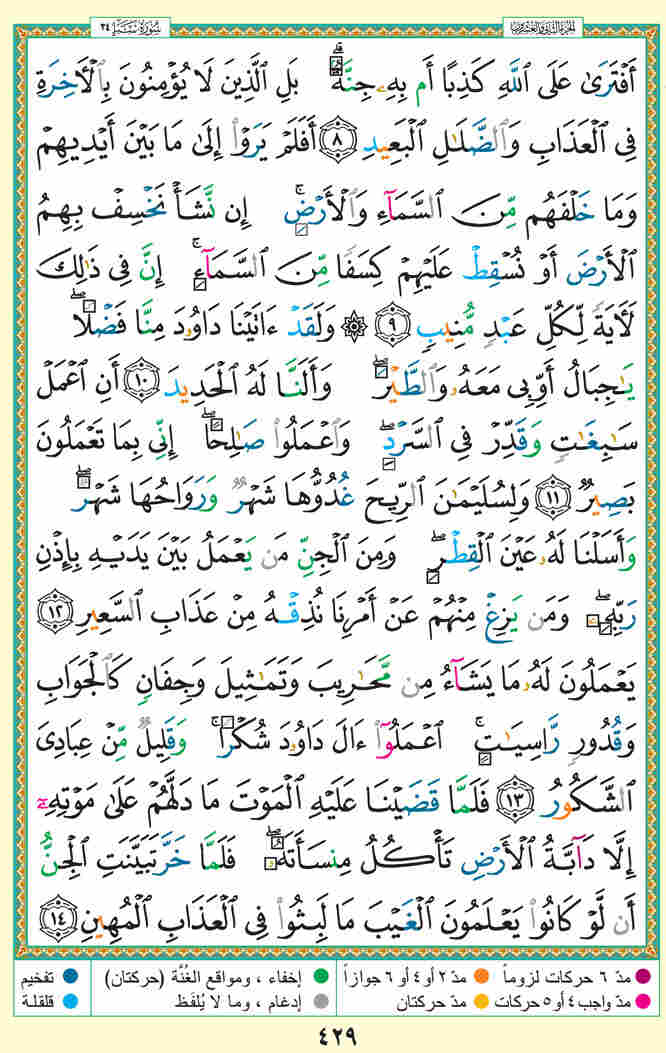 سُورَةُ سَبَإٍ ٣٤
الجزء الثاني والعشرون
أَفْتَرَىٰ عَلَى ٱللَّهِ كَذِبًا أَم بِهِۦ جِنَّةٌۢ ۗ بَلِ ٱلَّذِينَ لَا يُؤْمِنُونَ بِٱلْأَخِرَةِ
فِى ٱلْعَذَابِ وَٱلضَّلَٰلِ ٱلْبَعِيدِ ٨ أَفَلَمْ يَرَوْا۟ إِلَىٰ مَا بَيْنَ أَيْدِيهِمْ
وَمَا خَلْفَهُم مِّنَ ٱلسَّمَآءِ وَٱلْأَرْضِ ۚ إِن نَّشَأْ نَخْسِفْ بِهِمُ
ٱلْأَرْضَ أَوْ نُسْقِطْ عَلَيْهِمْ كِسَفًا مِّنَ ٱلسَّمَآءِ ۚ إِنَّ فِى ذَٰلِكَ
لَأَيَةً لِّكُلِّ عَبْدٍ مُّنِيبٍ ٩ ۞ وَلَقَدْ ءَاتَيْنَا دَاوُۥدَ مِنَّا فَضْلًا ۖ
يَٰجِبَالُ أَوِّبِى مَعَهُۥ وَٱلطَّيْرَ ۖ وَأَلَنَّا لَهُ ٱلْحَدِيدَ ١٠ أَنِ ٱعْمَلْ
سَٰبِغَٰتٍ وَقَدِّرْ فِى ٱلسَّرْدِ ۖ وَٱعْمَلُوا۟ صَٰلِحًا ۖ إِنِّى بِمَا تَعْمَلُونَ
بَصِيرٌ ١١ وَلِسُلَيْمَٰنَ ٱلرِّيحَ غُدُوُّهَا شَهْرٌ وَرَوَاحُهَا شَهْرٌ ۖ
وَأَسَلْنَا لَهُۥ عَيْنَ ٱلْقِطْرِ ۖ وَمِنَ ٱلْجِنِّ مَن يَعْمَلُ بَيْنَ يَدَيْهِ بِإِذْنِ
رَبِّهِۦ ۖ وَمَن يَزِغْ مِنْهُمْ عَنْ أَمْرِنَا نُذِقْهُ مِنْ عَذَابِ ٱلسَّعِيرِ ١٢
يَعْمَلُونَ لَهُۥ مَا يَشَآءُ مِن مَّحَٰرِيبَ وَتَمَٰثِيلَ وَجِفَانٍ كَٱلْجَوَابِ
وَقُدُورٍ رَّاسِيَٰتٍ ۚ ٱعْمَلُوٓا۟ ءَالَ دَاوُۥدَ شُكْرًا ۚ وَقَلِيلٌ مِّنْ عِبَادِىَ
ٱلشَّكُورُ ١٣ فَلَمَّا قَضَيْنَا عَلَيْهِ ٱلْمَوْتَ مَا دَلَّهُمْ عَلَىٰ مَوْتِهِۦٓ
إِلَّا دَآبَّةُ ٱلْأَرْضِ تَأْكُلُ مِنسَأَتَهُۥ ۖ فَلَمَّا خَرَّ تَبَيَّنَتِ ٱلْجِنُّ
أَن لَّوْ كَانُوا۟ يَعْلَمُونَ ٱلْغَيْبَ مَا لَبِثُوا۟ فِى ٱلْعَذَابِ ٱلْمُهِينِ ١٤
مدّ ٦ حركات لزوماً مدّ ٢ أو ٤ أو ٦ جوازاً إخفاء ، ومواقع الغُنَّة (حركتان) تفخيم
مدّ واجب ٤ أو ٥ حركات مدّ حركتان إدغام ، وما لا يُلفَظ قلقلة
٤٢٩